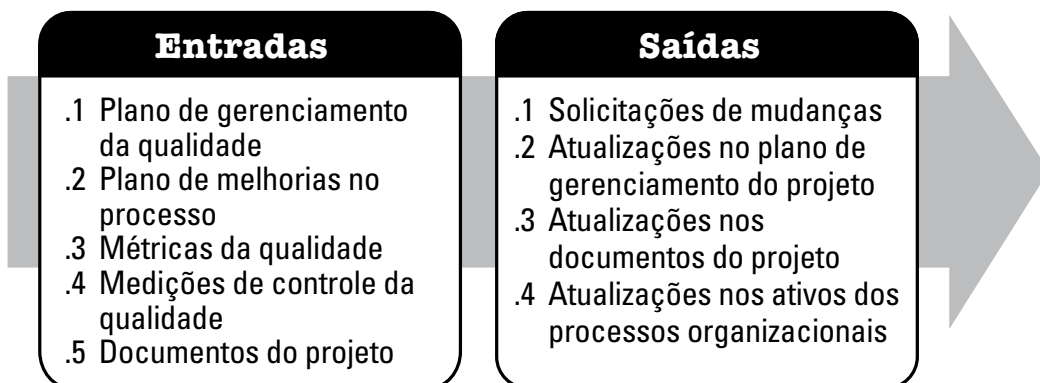 Entradas
.1 Plano de gerenciamento
da qualidade
.2 Plano de melhorias no
processo
.3 Métricas da qualidade
.4 Medições de controle da
qualidade
.5 Documentos do projeto
Saídas
.1 Solicitações de mudanças
.2 Atualizações no plano de
gerenciamento do projeto
.3 Atualizações nos
documentos do projeto
.4 Atualizações nos ativos dos
processos organizacionais